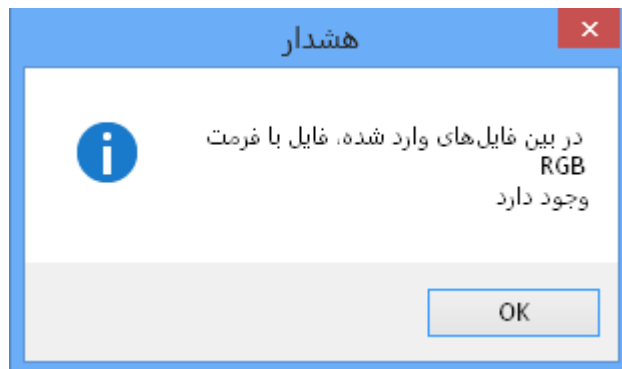 هشدار
در بین فایل‌های وارد شده، فایل با فرمت
RGB
وجود دارد
OK